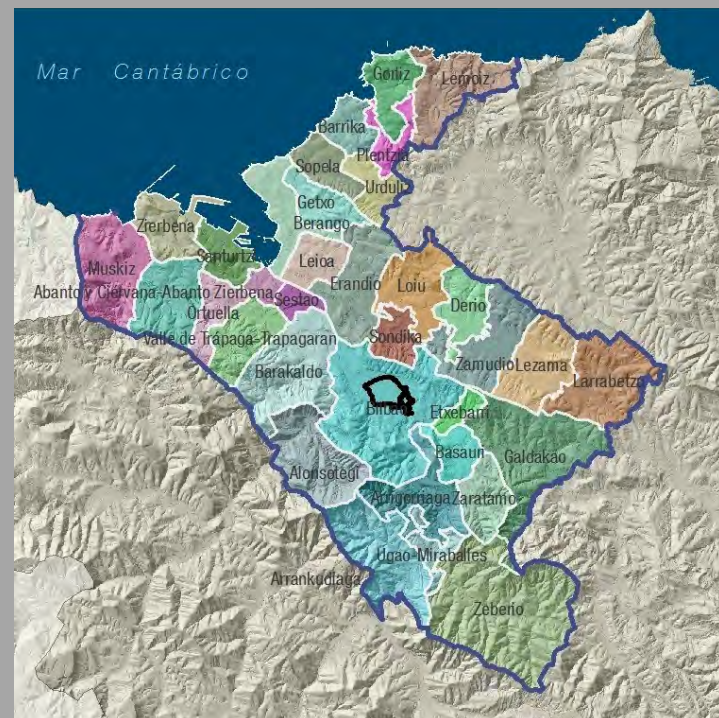 Mar Cantábrico
Gorliz
Lemoiz
Barrika
Plentzia
Sopela
Urduliz
Getxo
Berango
Zierbena
Santurtzi
Leioa
Muskiz
Erandio
Loiu
Abanto y Ciérvana-Abanto Zierbena
Sestao
Derio
Ortuella
Valle de Trápaga-Trapagaran
Sondika
Zamudio
Lezama
Larrabetzu
Barakaldo
Bilbao
Etxebarri
Basauri
Galdakao
Alonsotegi
Arrigorriaga
Zaratamo
Ugao-Miraballes
Arrankudiaga
Zeberio